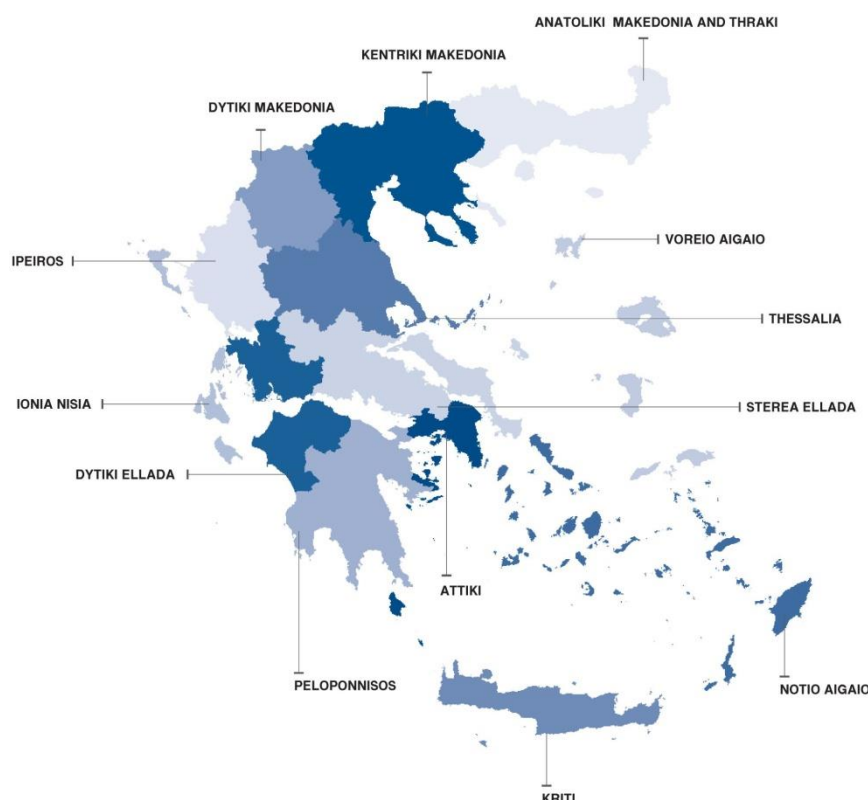 ANATOLIKI MAKEDONIA AND THRAKI
KENTRIKI MAKEDONIA
DYTIKI MAKEDONIA
VOREIO AIGAIO
IPEIROS
THESSALIA
IONIA NISIA
STEREA ELLADA
DYTIKI ELLADA
ATTIKI
PELOPONNISOS
NOTIO AIGAIO
KRITI